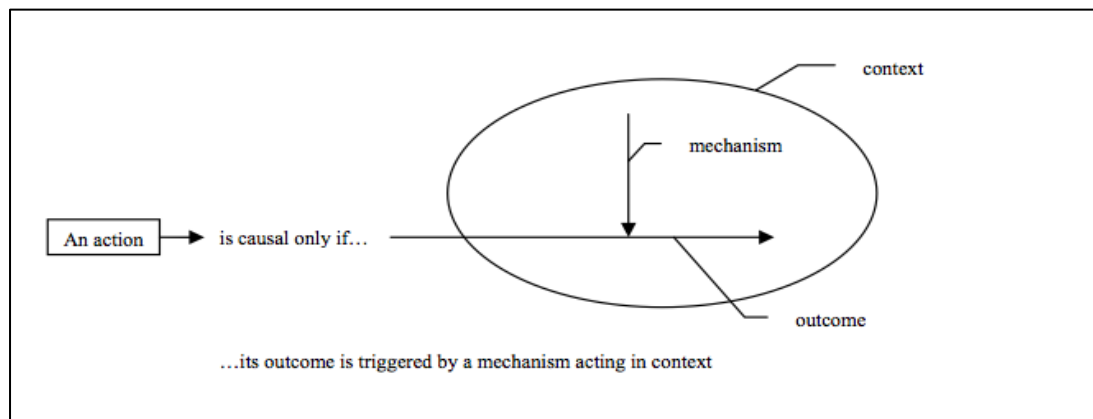 context
mechanism
An action
is causal only if…
outcome
…its outcome is triggered by a mechanism acting in context